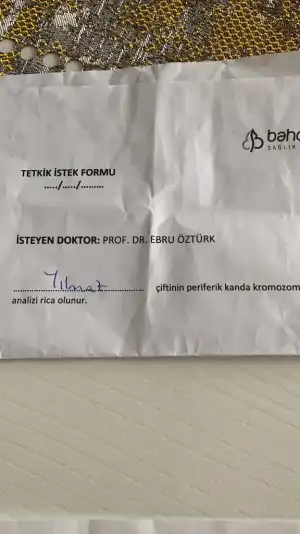 bahç
SAĞLIK
TETKİK İSTEK FORMU
...../...../.........
İSTEYEN DOKTOR: PROF. DR. EBRU ÖZTÜRK
Yılmaz çiftinin periferik kanda kromozom
analizi rica olunur.